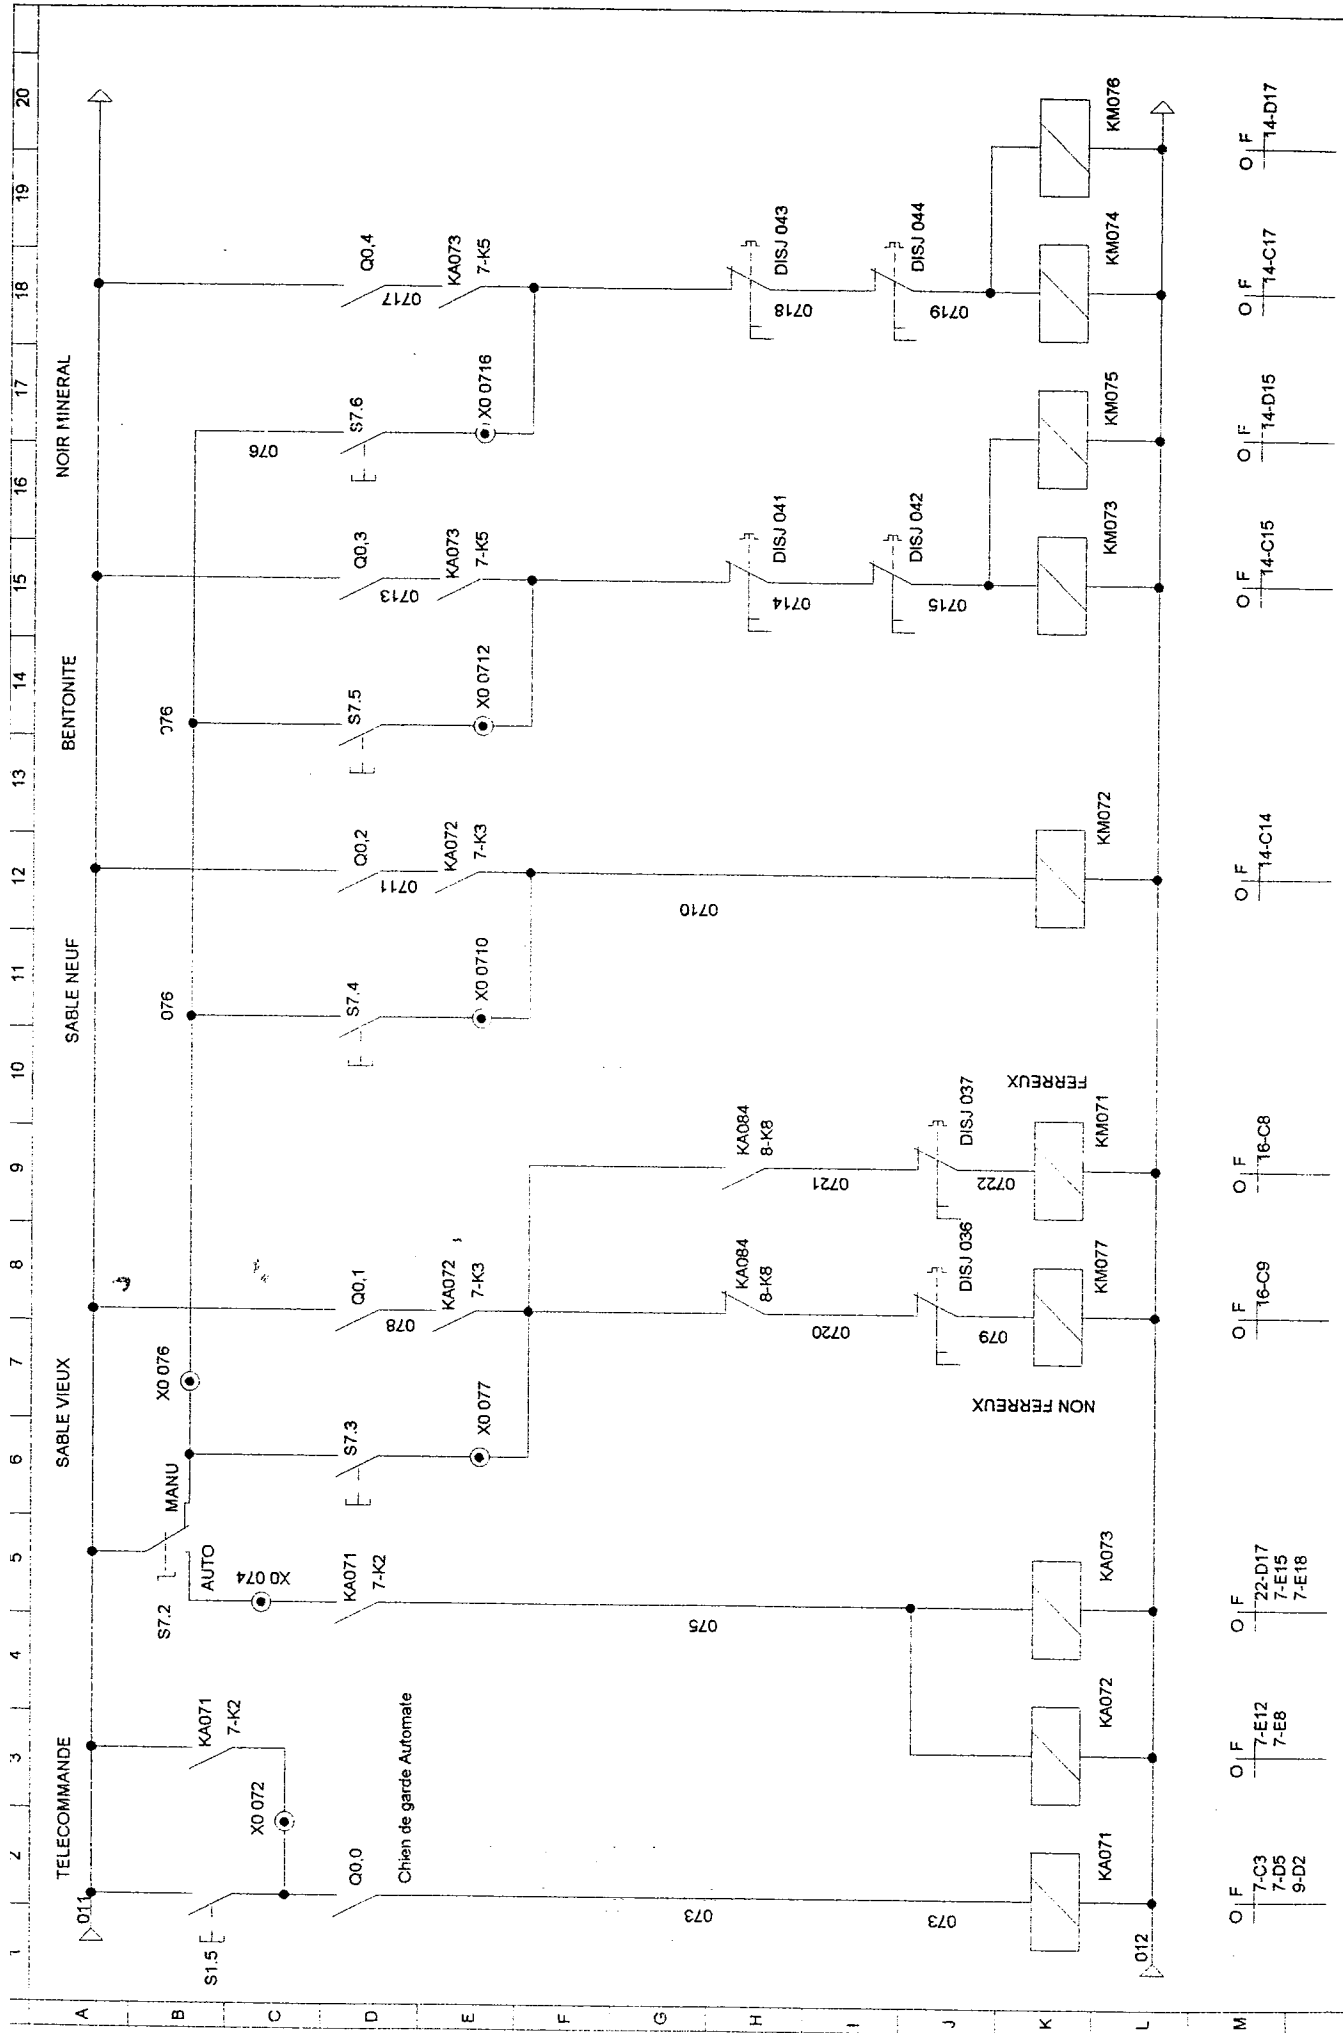 1 2 3 4 5 6 7 8 9 10 11 12 13 14 15 16 17 18 19 20
A
B
C
D
E
F
G
H
I
J
K
L
M
TELECOMMANDE
SABLE VIEUX
SABLE NEUF
BENTONITE
NOIR MINERAL
011
S1.5
KA071
7-K2
X0 072
Q0,0
Chien de garde Automate
073
073
KA071
012
O F
7-C3
7-D5
9-D2
KA072
O F
7-E12
7-E8
S7.2
MANU
AUTO
X0 074
KA071
7-K2
075
KA073
O F
22-D17
7-E15
7-E18
X0 076
S7.3
X0 077
Q0,1
078
KA072
7-K3
KA084
8-K8
0720
DISJ 036
079
NON FERREUX
KM077
O F
16-C9
KA084
8-K8
0721
DISJ 037
0722
FERREUX
KM071
O F
16-C8
076
S7.4
X0 0710
Q0,2
0711
KA072
7-K3
0710
KM072
O F
14-C14
076
S7.5
X0 0712
Q0,3
0713
KA073
7-K5
DISJ 041
0714
DISJ 042
0715
KM073
O F
14-C15
KM075
O F
14-D15
076
S7.6
X0 0716
Q0,4
0717
KA073
7-K5
DISJ 043
0718
DISJ 044
0719
KM074
O F
14-C17
KM076
O F
14-D17